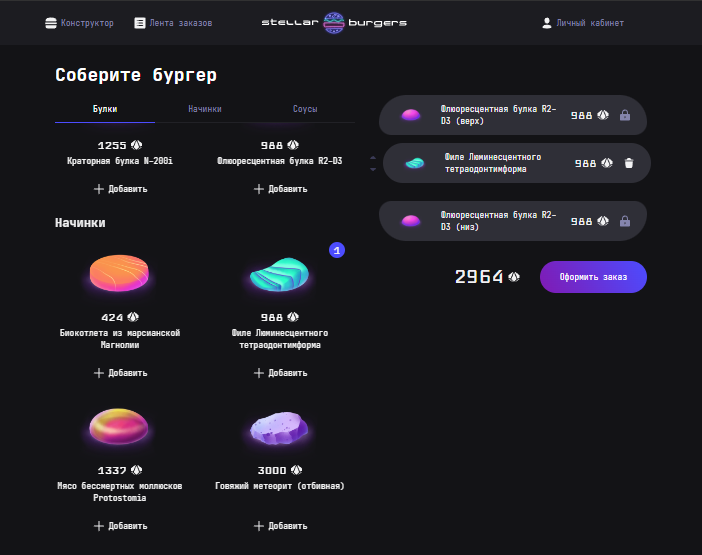 Конструктор
Лента заказов
stellar burgers
Личный кабинет
Соберите бургер
Булки
Начинки
Соусы
1255
Краторная булка N-200i
Добавить
988
Флюоресцентная булка R2-D3
Добавить
Начинки
424
Биокотлета из марсианской
Магнолии
Добавить
1
988
Филе Люминесцентного
тетраодонтимформа
Добавить
1337
Мясо бессмертных моллюсков
Protostomia
Добавить
3000
Говяжий метеорит (отбивная)
Добавить
Флюоресцентная булка R2-
D3 (верх)
988
Филе Люминесцентного
тетраодонтимформа
988
Флюоресцентная булка R2-
D3 (низ)
988
2964
Оформить заказ